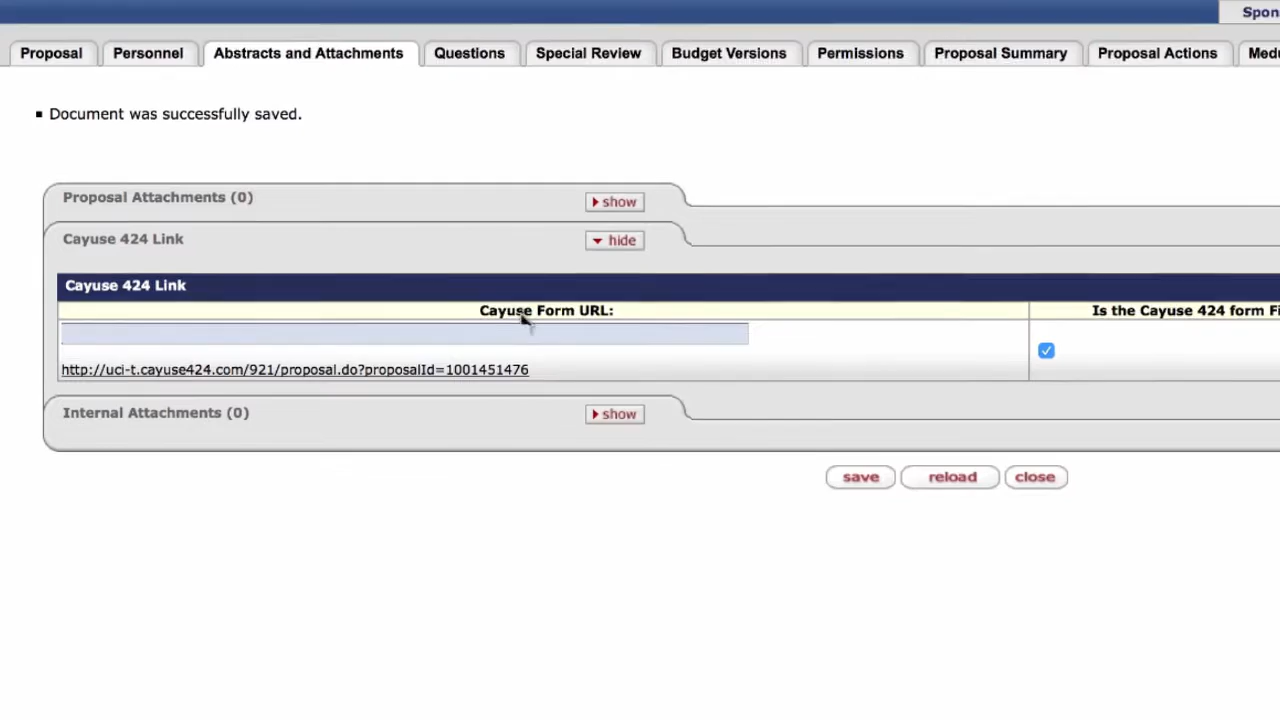 Spon
Proposal Personnel Abstracts and Attachments Questions Special Review Budget Versions Permissions Proposal Summary Proposal Actions Med
Document was successfully saved.
Proposal Attachments (0) show
Cayuse 424 Link hide
Cayuse 424 Link
Cayuse Form URL: Is the Cayuse 424 form Fi
http://uci-t.cayuse424.com/921/proposal.do?proposalId=1001451476
Internal Attachments (0) show
save reload close